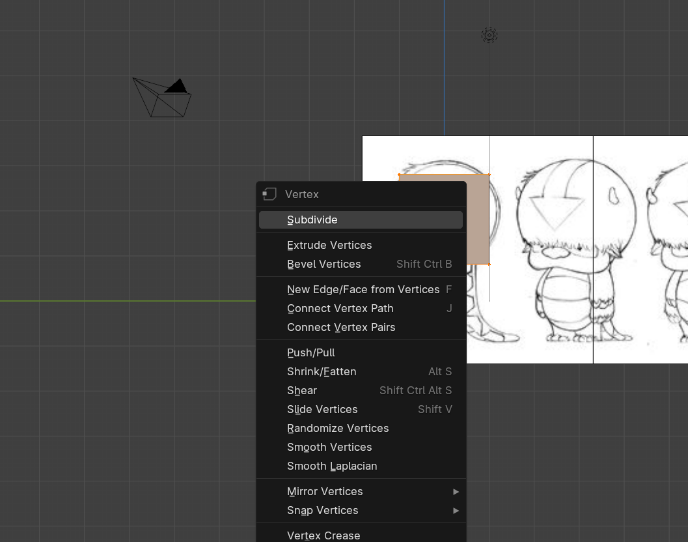 Vertex
Subdivide
Extrude Vertices
Bevel Vertices Shift Ctrl B
New Edge/Face from Vertices F
Connect Vertex Path J
Connect Vertex Pairs
Push/Pull
Shrink/Fatten Alt S
Shear Shift Ctrl Alt S
Slide Vertices Shift V
Randomize Vertices
Smooth Vertices
Smooth Laplacian
Mirror Vertices
Snap Vertices
Vertex Crease